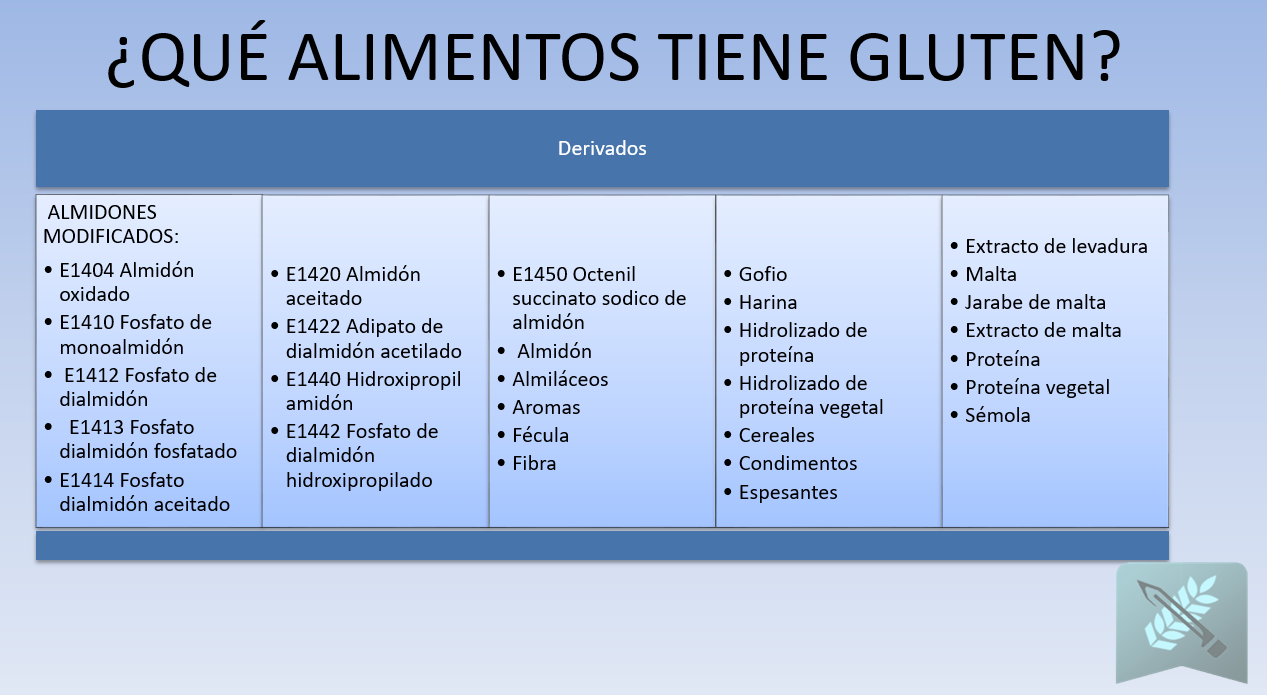 ¿QUÉ ALIMENTOS TIENE GLUTEN?
Derivados
ALMIDONES
MODIFICADOS:
• E1404 Almidón
oxidado
• E1410 Fosfato de
monoalmidón
• E1412 Fosfato de
dialmidón
• E1413 Fosfato
dialmidón fosfatado
• E1414 Fosfato
dialmidón aceitado
• E1420 Almidón
aceitado
• E1422 Adipato de
dialmidón acetilado
• E1440 Hidroxipropil
amidón
• E1442 Fosfato de
dialmidón
hidroxipropilado
• E1450 Octenil
succinato sodico de
almidón
• Almidón
• Almiláceos
• Aromas
• Fécula
• Fibra
• Gofio
• Harina
• Hidrolizado de
proteína
• Hidrolizado de
proteína vegetal
• Cereales
• Condimentos
• Espesantes
• Extracto de levadura
• Malta
• Jarabe de malta
• Extracto de malta
• Proteína
• Proteína vegetal
• Sémola